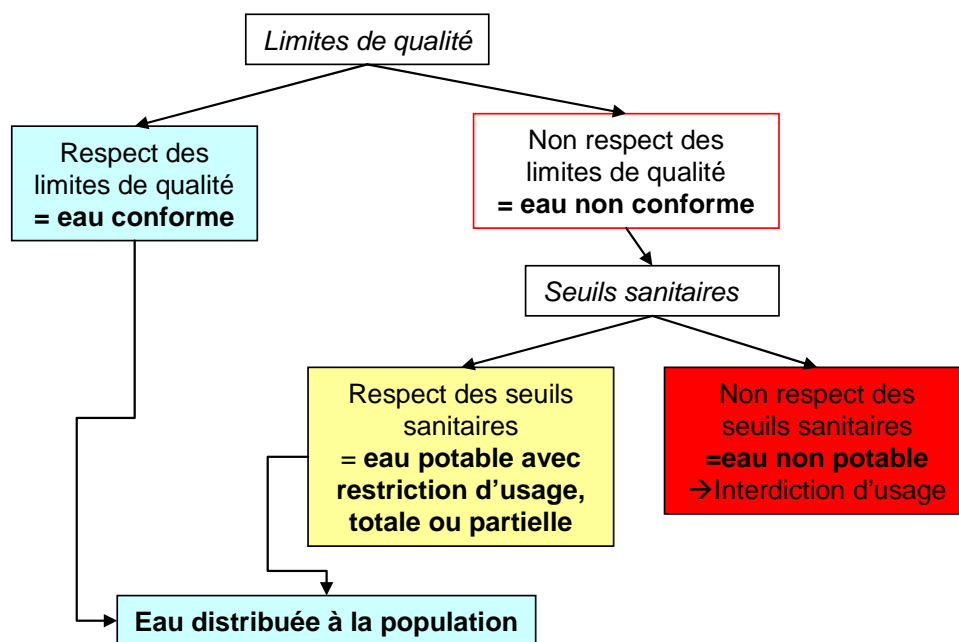 Limites de qualité
Respect des
limites de qualité
= eau conforme
Non respect des
limites de qualité
= eau non conforme
Seuils sanitaires
Respect des seuils
sanitaires
= eau potable avec
restriction d’usage,
totale ou partielle
Non respect des
seuils sanitaires
=eau non potable
→Interdiction d’usage
Eau distribuée à la population